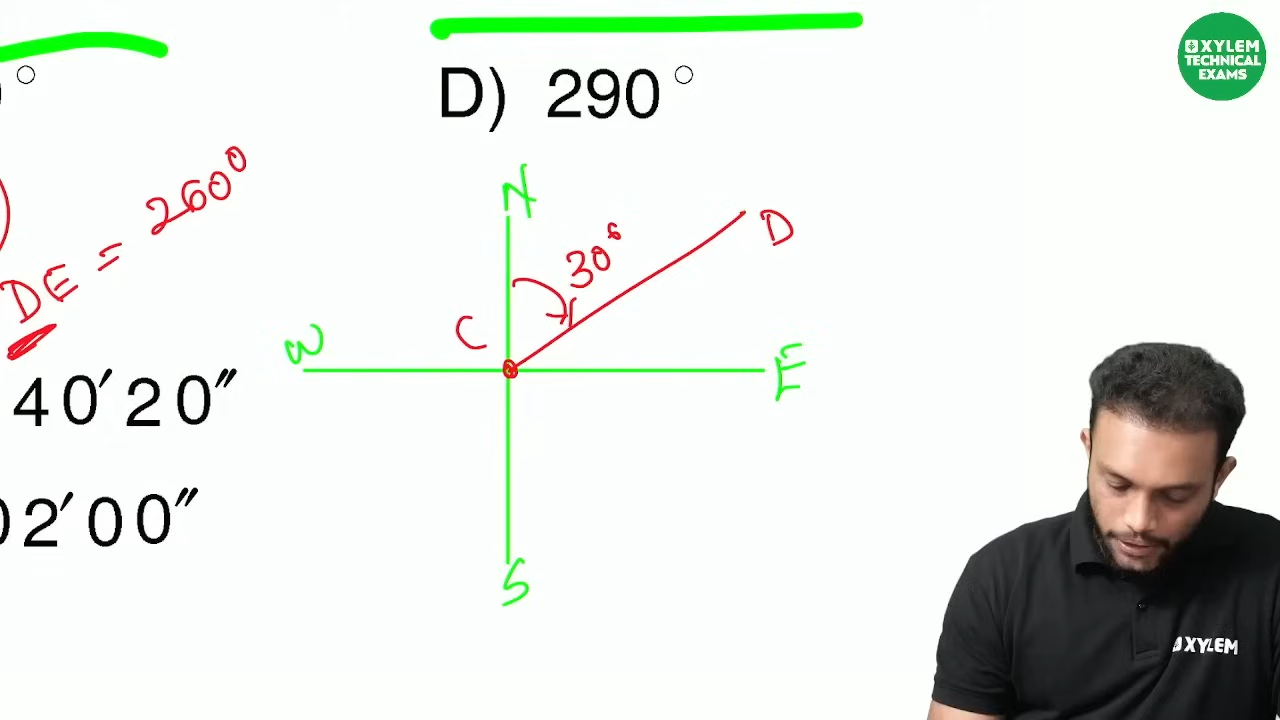 XYLEM
TECHNICAL
EXAMS
°
D) 290°
N
DE = 260°
30°
D
C
W
E
40′20″
02′00″
S
XYLEM